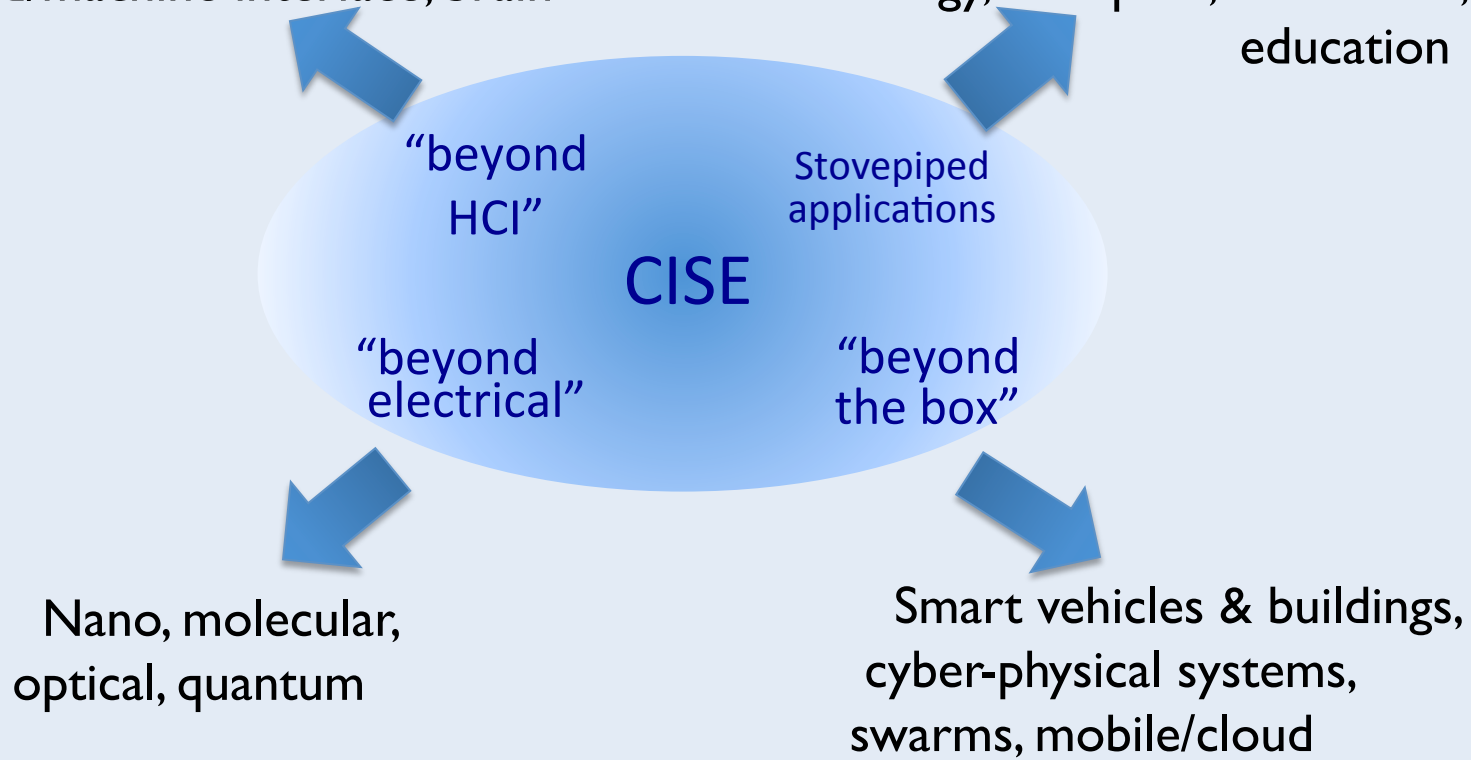 education
“beyond
HCI”
Stovepiped
applications
CISE
“beyond
electrical”
“beyond
the box”
Nano, molecular,
optical, quantum
Smart vehicles & buildings,
cyber-physical systems,
swarms, mobile/cloud